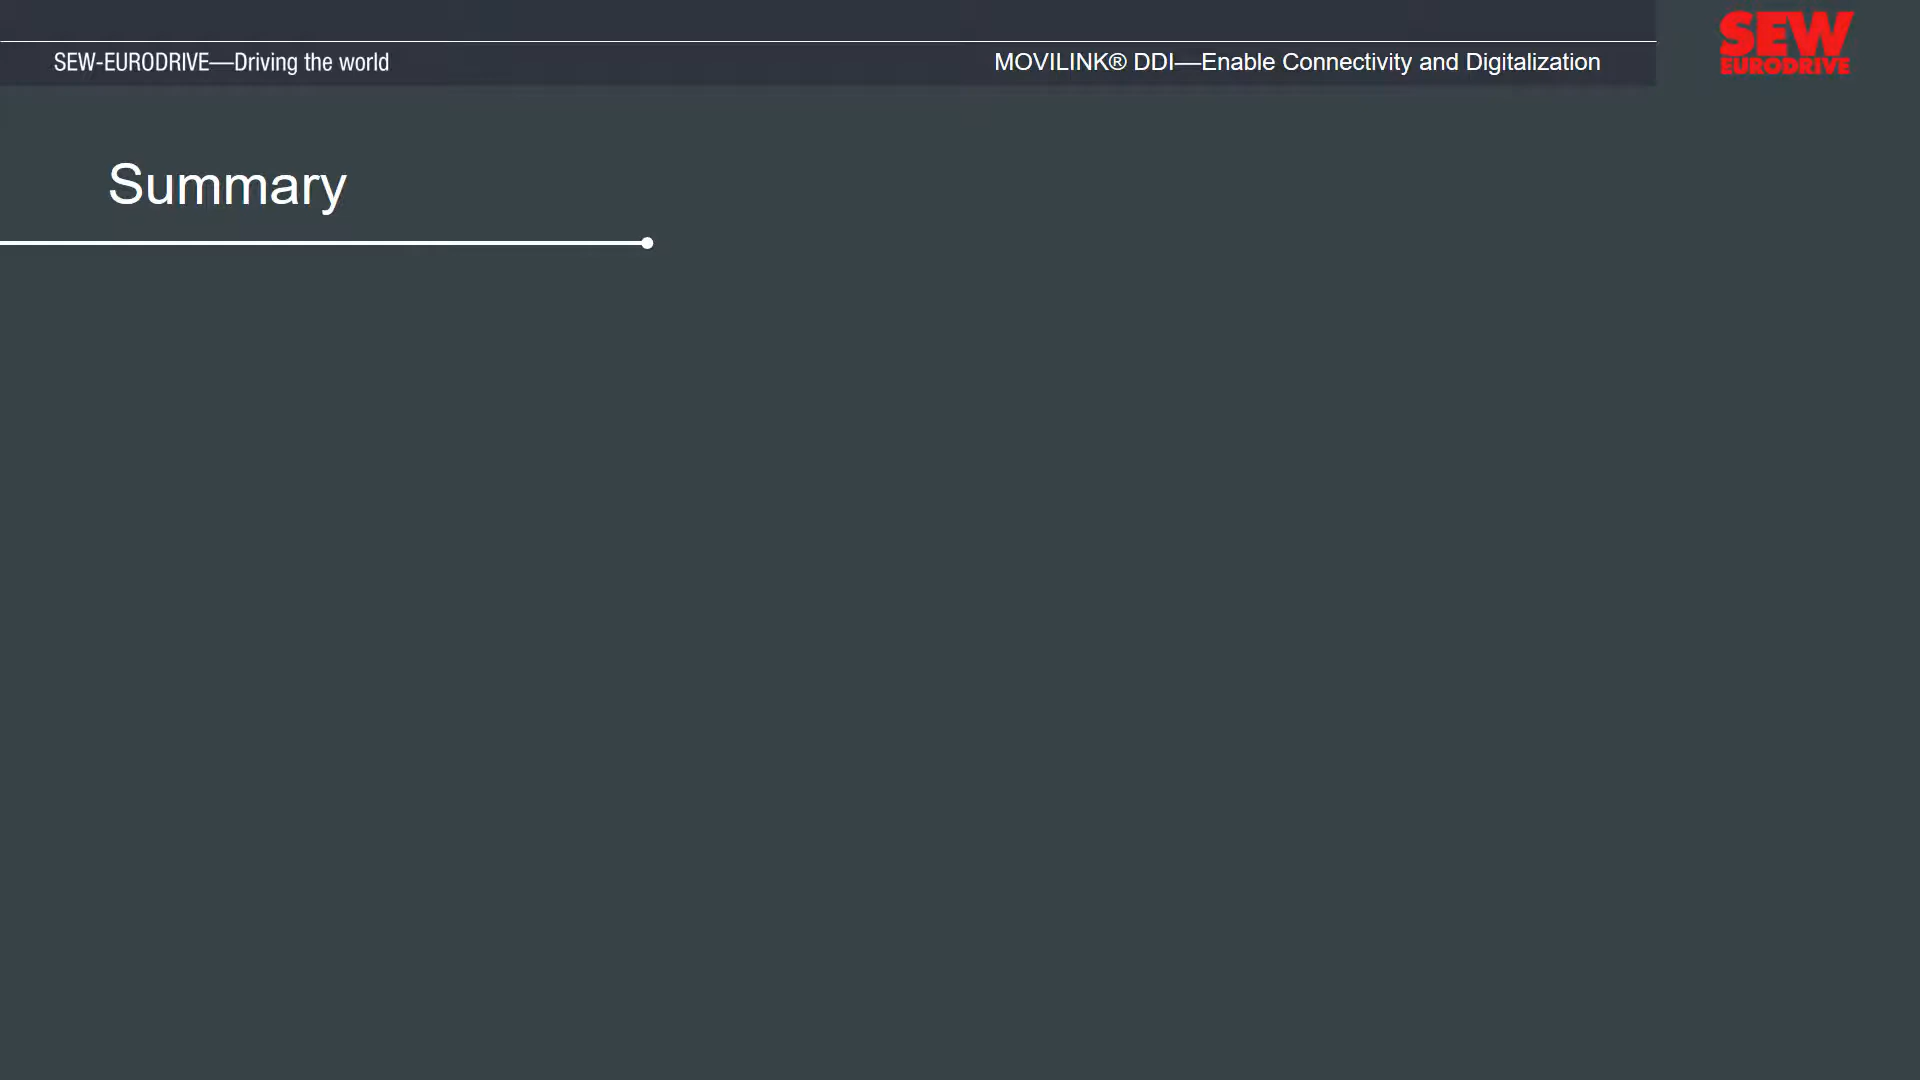 SEW-EURODRIVE—Driving the world
MOVILINK® DDI—Enable Connectivity and Digitalization
SEW
EURODRIVE
Summary